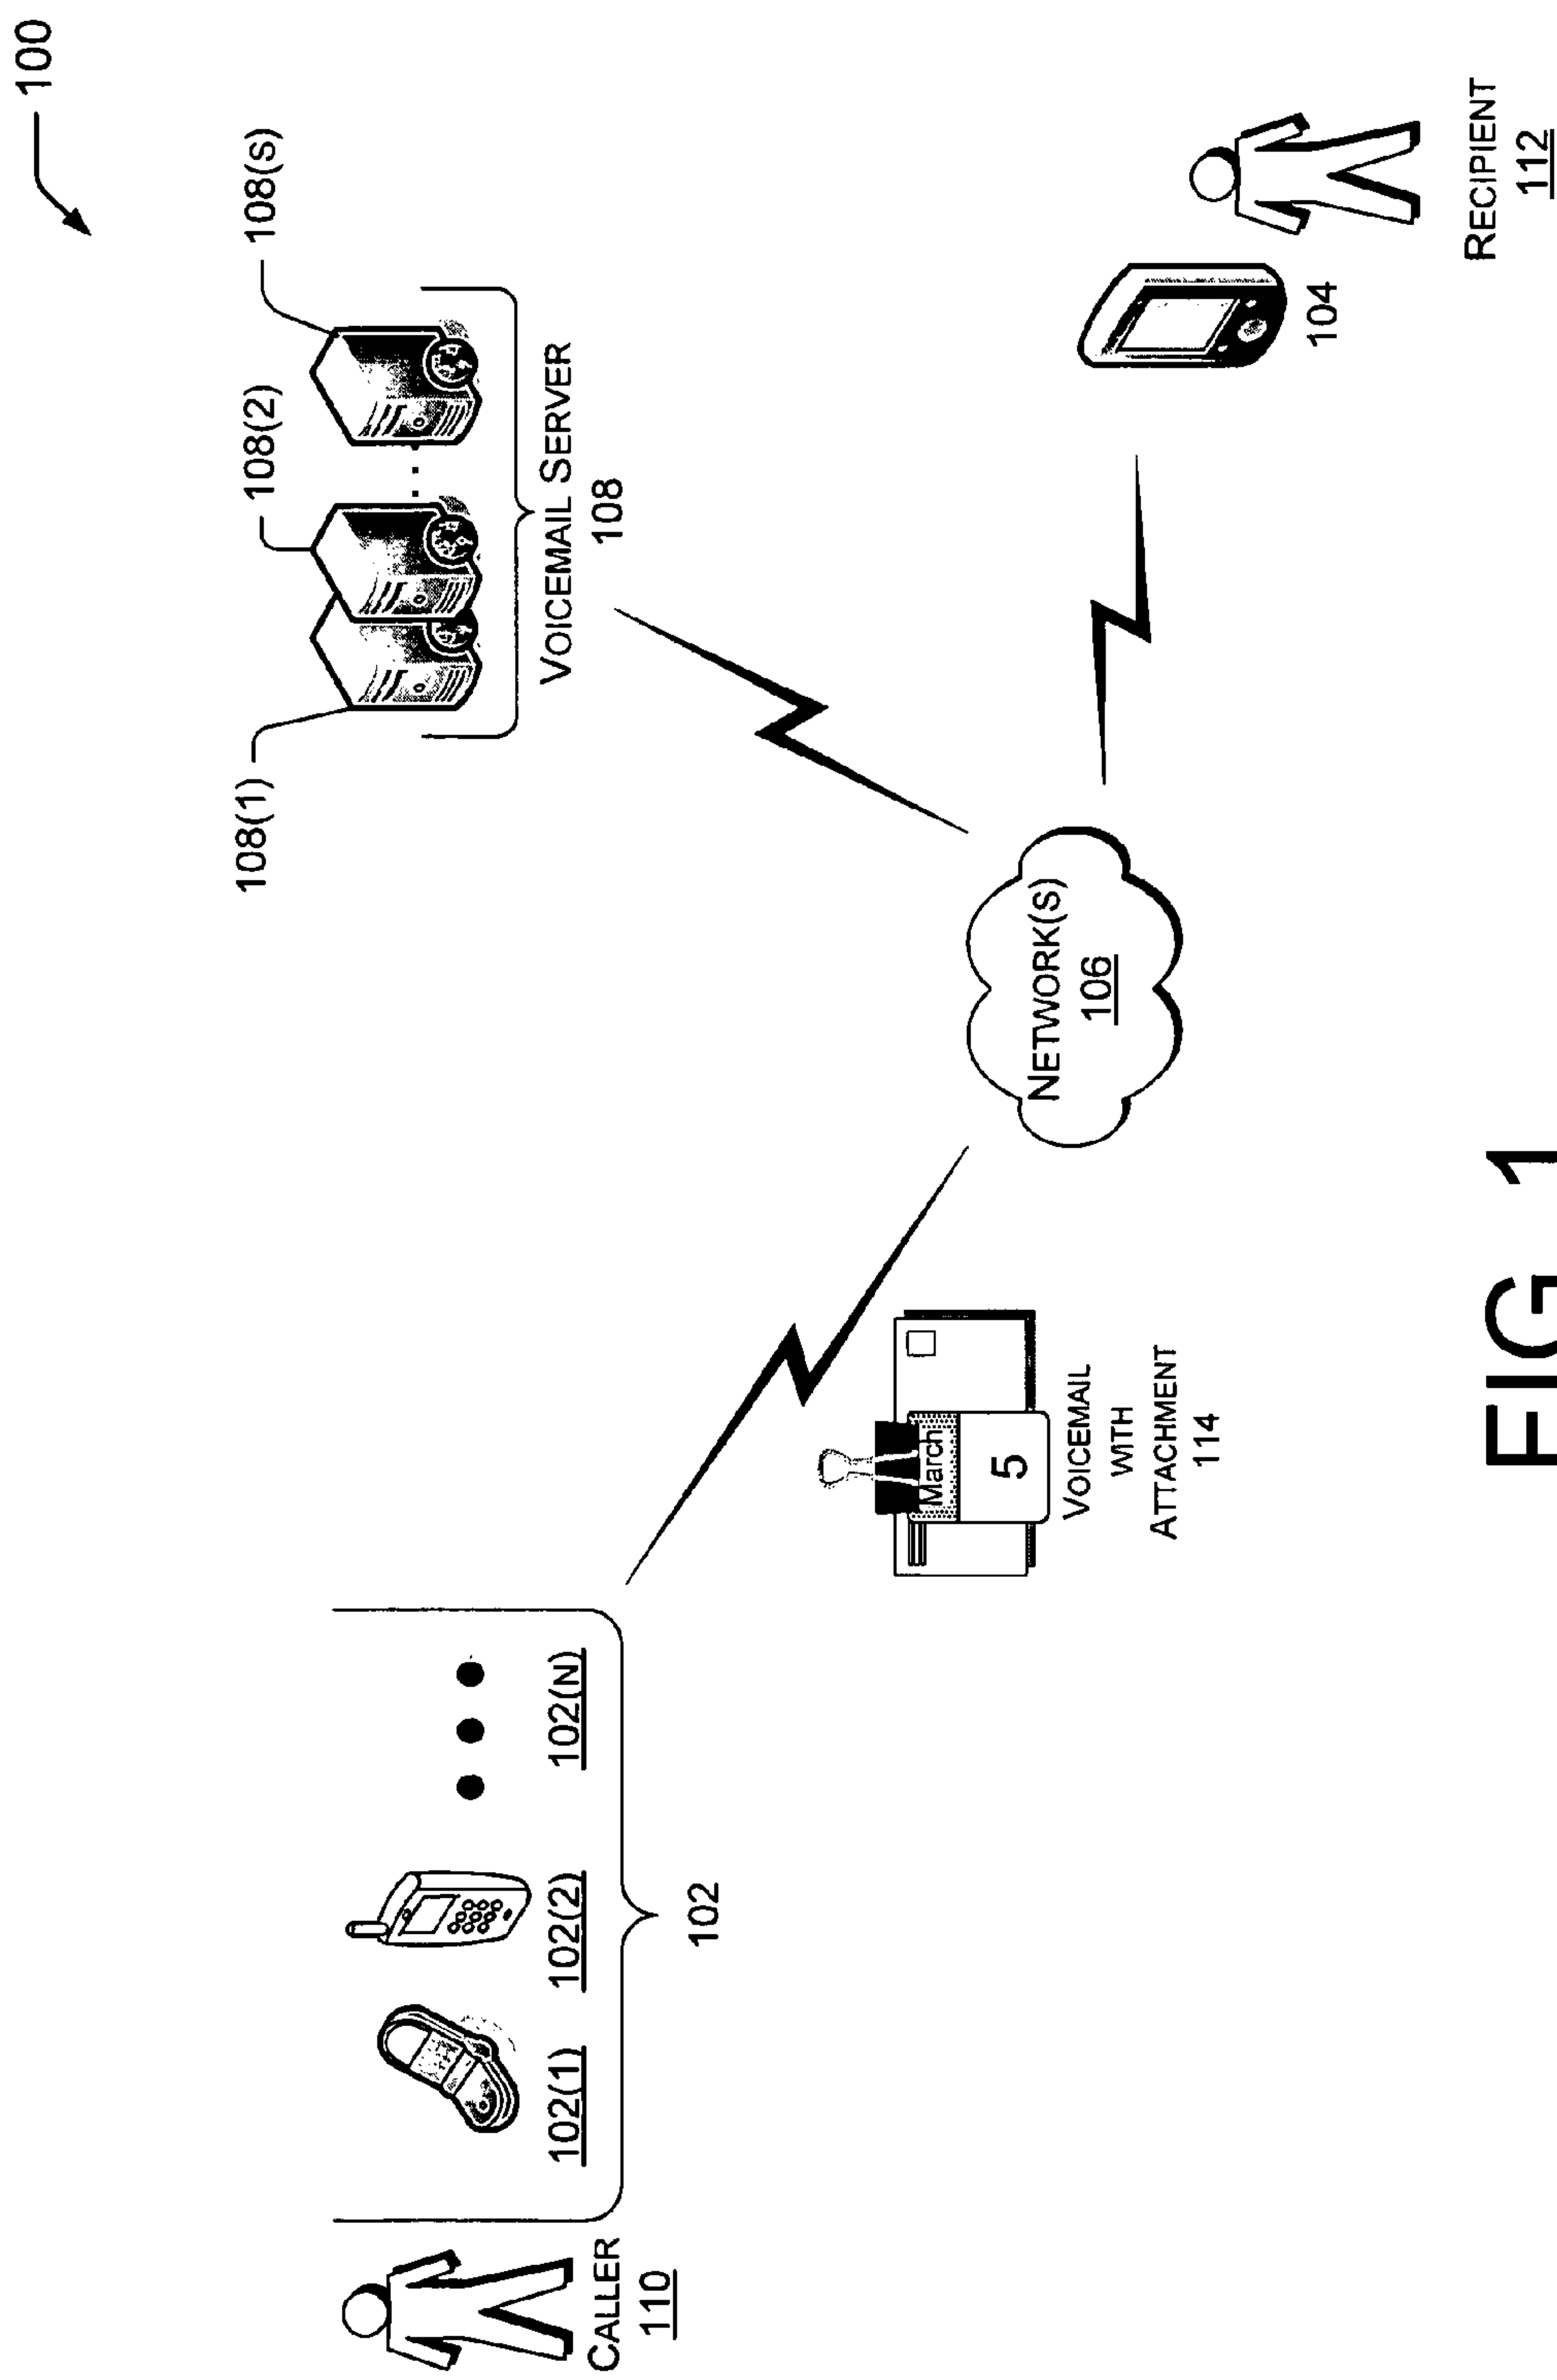 100
108(1)
108(2)
108(s)
VOICEMAIL SERVER
108
102(1)
102(2)
102(N)
102
CALLER
110
March
5
VOICEMAIL
WITH
ATTACHMENT
114
NETWORK(S)
106
104
RECIPIENT
112
FIG 1